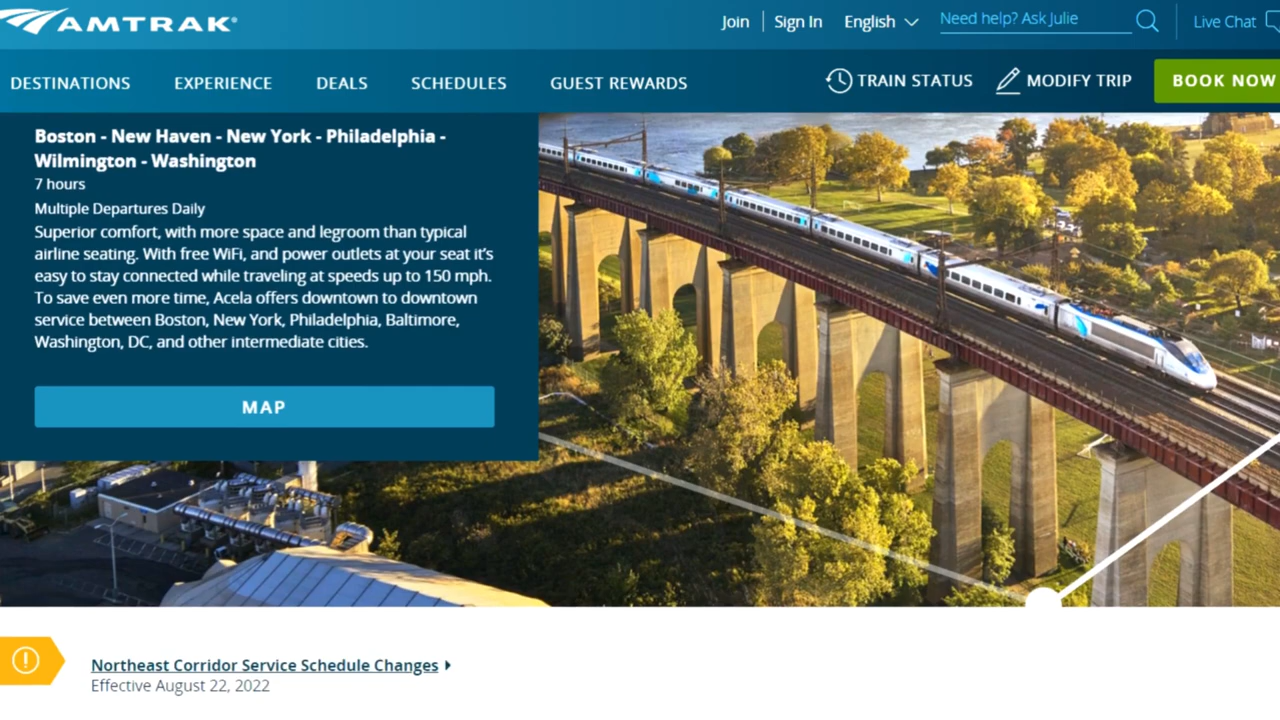 AMTRAK®
Join
Sign In
English
Need help? Ask Julie
Live Chat
DESTINATIONS
EXPERIENCE
DEALS
SCHEDULES
GUEST REWARDS
TRAIN STATUS
MODIFY TRIP
BOOK NOW
Boston - New Haven - New York - Philadelphia -
Wilmington - Washington
7 hours
Multiple Departures Daily
Superior comfort, with more space and legroom than typical
airline seating. With free WiFi, and power outlets at your seat it’s
easy to stay connected while traveling at speeds up to 150 mph.
To save even more time, Acela offers downtown to downtown
service between Boston, New York, Philadelphia, Baltimore,
Washington, DC, and other intermediate cities.
MAP
Northeast Corridor Service Schedule Changes
Effective August 22, 2022